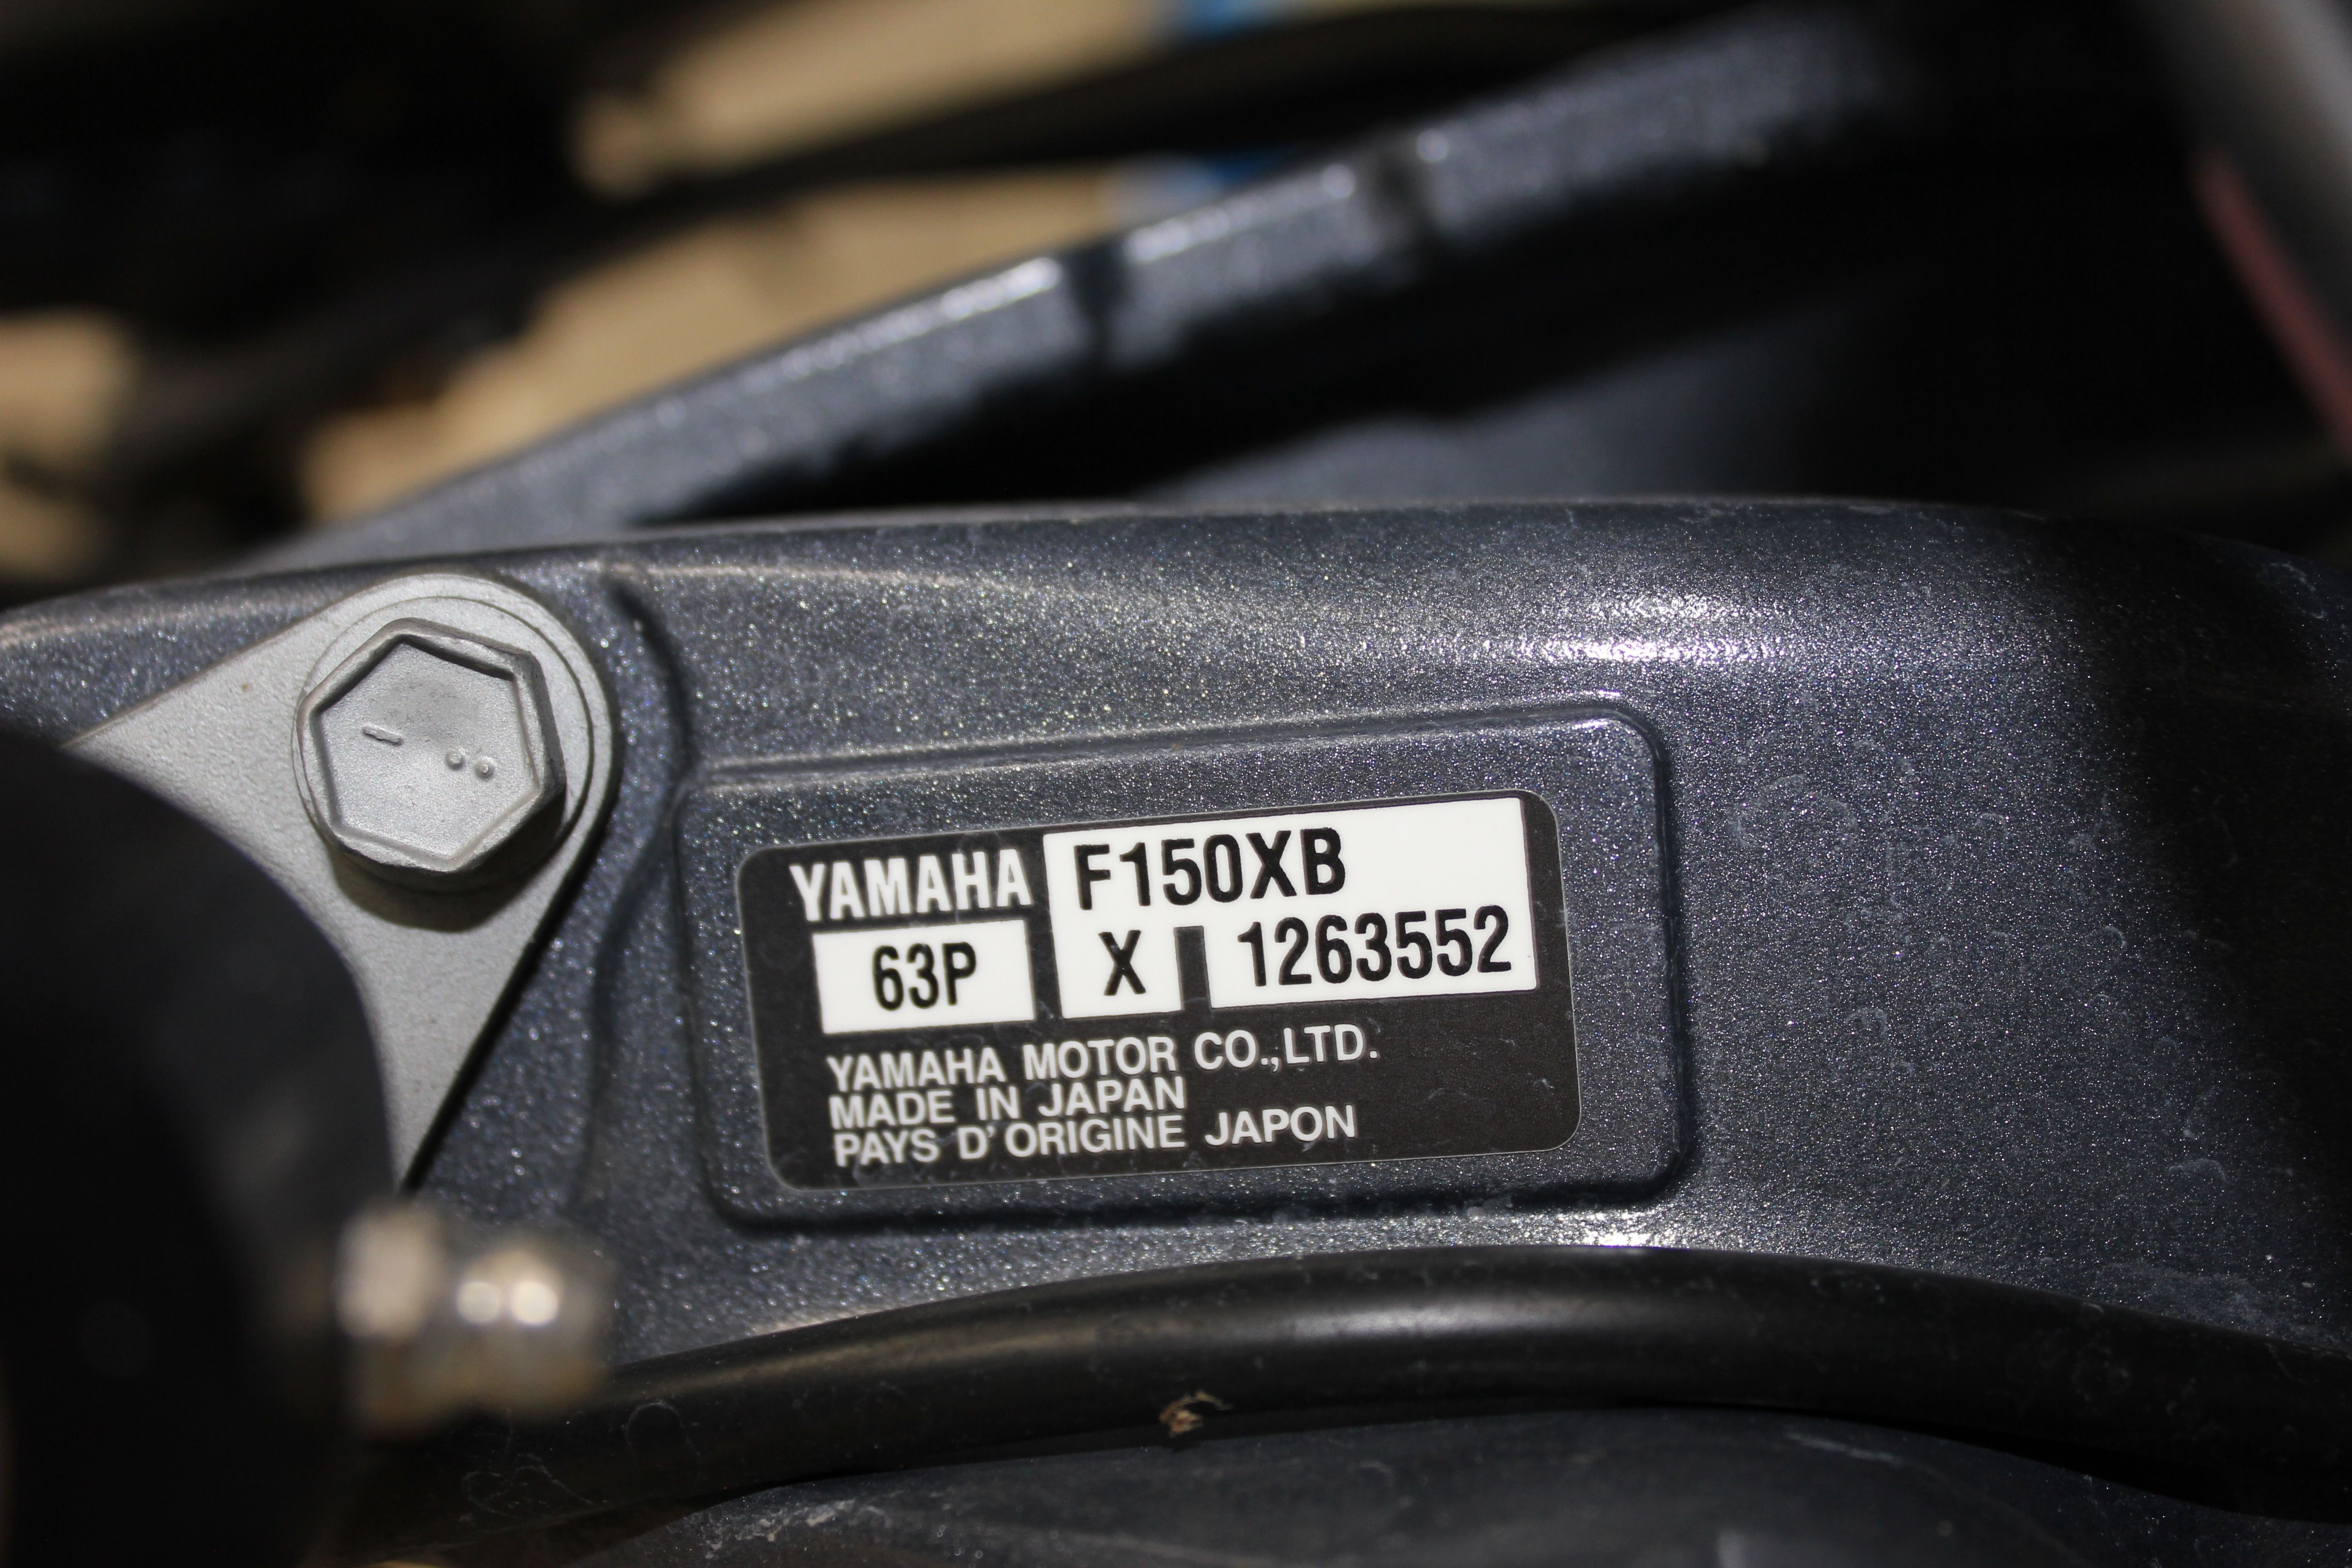 YAMAHA F150XB
63P X 1263552
YAMAHA MOTOR CO.,LTD.
MADE IN JAPAN
PAYS D'ORIGINE JAPON